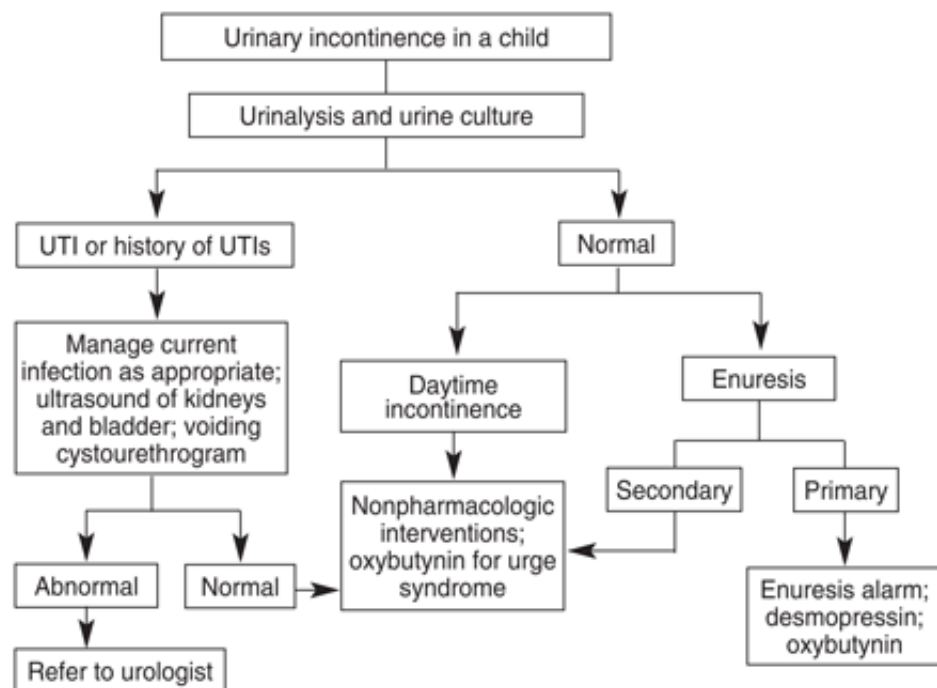 Urinary incontinence in a child
Urinalysis and urine culture
UTI or history of UTIs
Normal
Manage current
infection as appropriate;
ultrasound of kidneys
and bladder; voiding
cystourethrogram
Daytime
incontinence
Enuresis
Secondary
Primary
Nonpharmacologic
interventions;
oxybutynin for urge
syndrome
Abnormal
Normal
Enuresis alarm;
desmopressin;
oxybutynin
Refer to urologist